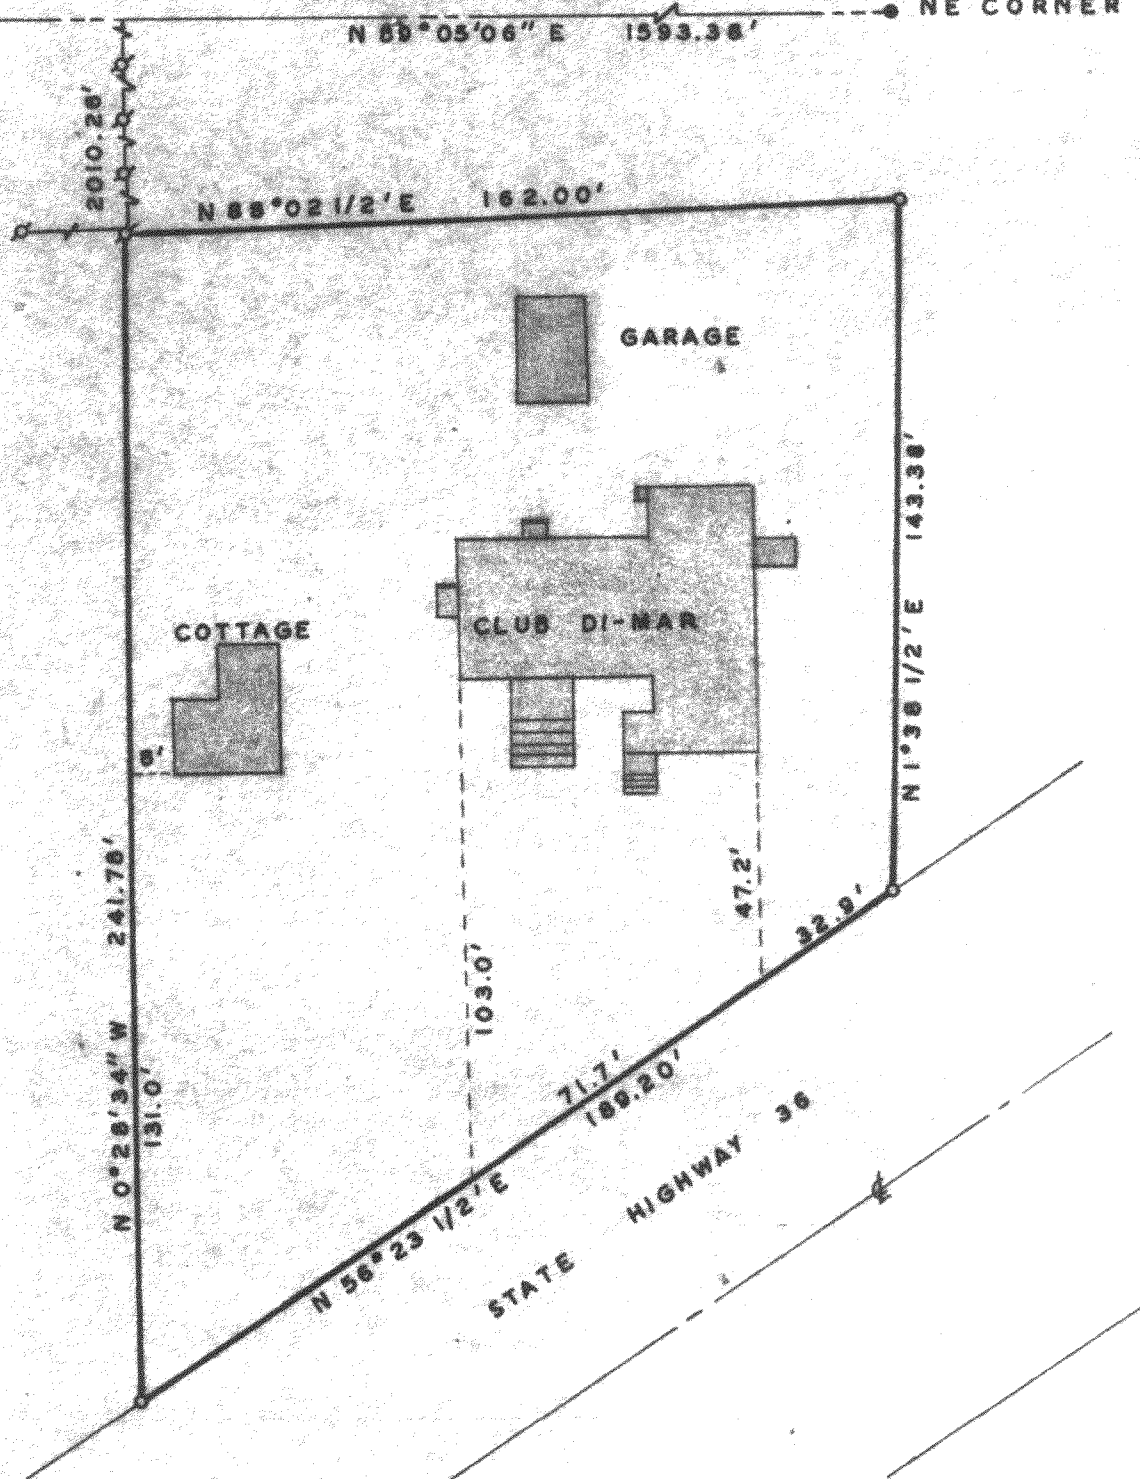 NE CORNER
N 89°05'06" E 1593.38'
2010.28'
N 88°02 1/2' E 162.00'
GARAGE
N 1°38 1/2' E 143.38'
COTTAGE
CLUB DI-MAR
8'
N 0°28'34" W 241.78'
131.0'
103.0'
47.2'
32.9'
71.7'
N 56°23 1/2' E 189.20'
STATE HIGHWAY 36
℄